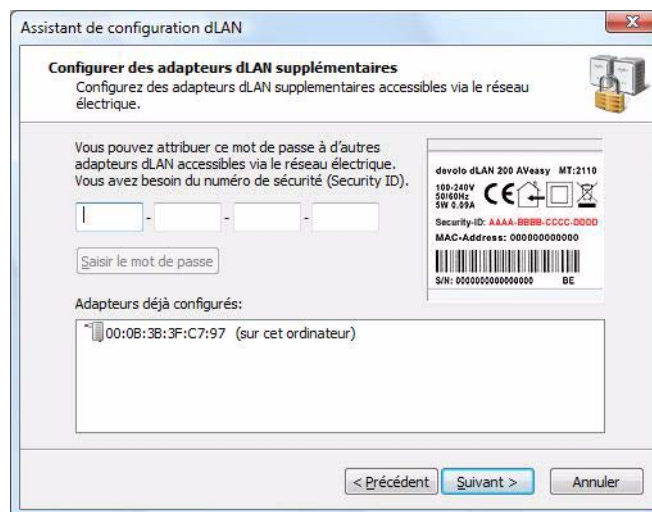 Assistant de configuration dLAN
Configurer des adapteurs dLAN supplémentaires
Configurez des adapteurs dLAN supplementaires accessibles via le réseau
électrique.
Vous pouvez attribuer ce mot de passe à d'autres
adapteurs dLAN accessibles via le réseau électrique.
Vous avez besoin du numéro de sécurité (Security ID).
- - -
Saisir le mot de passe
devolo dLAN 200 AVeasy MT:2110
100-240V
50/60Hz
5W 0.09A
CE
Security-ID: AAAA-BBBB-CCCC-DDDD
MAC-Address: 000000000000
S/N: 0000000000000000 BE
Adapteurs déjà configurés:
00:0B:3B:3F:C7:97 (sur cet ordinateur)
< Précédent
Suivant >
Annuler